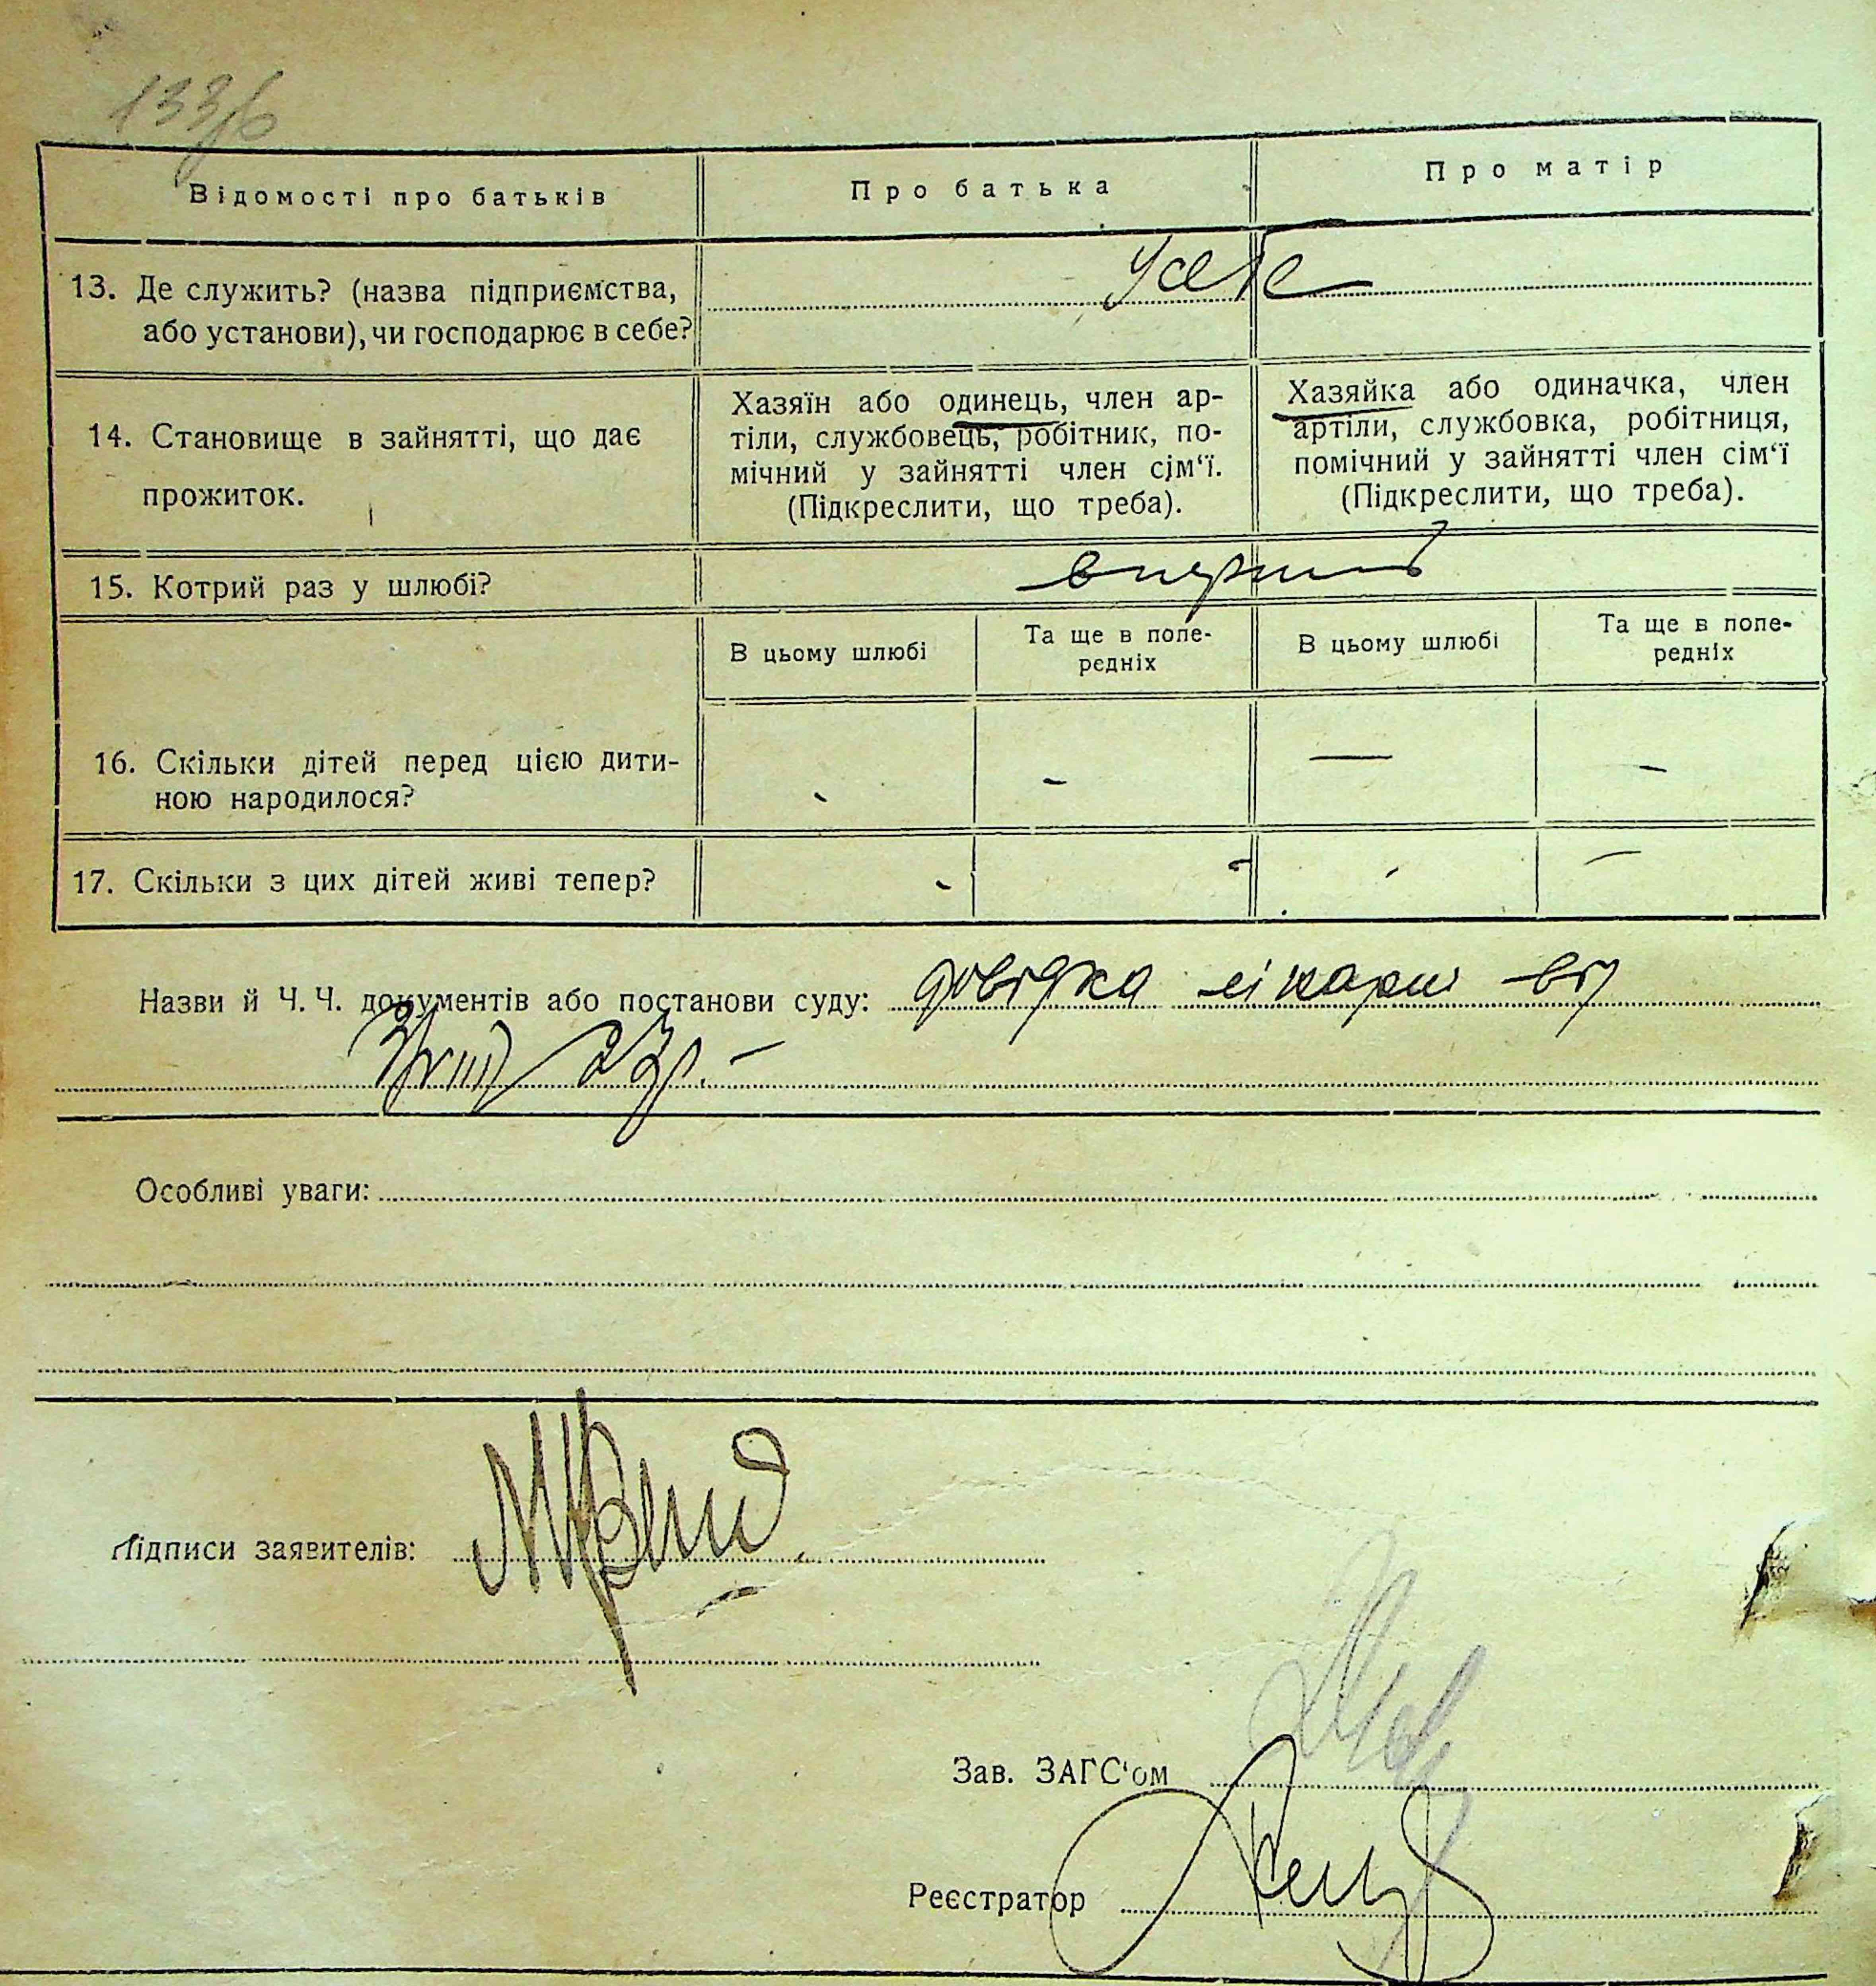 Відомості про батьків
Про батька
Про матір
13. Де служить? (назва підприємства,
або установи), чи господарює в себе?
У себе
14. Становище в зайнятті, що дає
прожиток.
Хазяїн або одинець, член ар-
тіли, службовець, робітник, по-
мічний у зайнятті член сім‘ї.
(Підкреслити, що треба).
Хазяйка або одиначка, член
артіли, службовка, робітниця,
помічний у зайнятті член сім‘ї
(Підкреслити, що треба).
15. Котрий раз у шлюбі?
вперше
В цьому шлюбі
Та ще в попе-
редніх
В цьому шлюбі
Та ще в попе-
редніх
16. Скільки дітей перед цією дити-
ною народилося?
- - — -
17. Скільки з цих дітей живі тепер?
- - - —
Назви й Ч. Ч. документів або постанови суду: довідка лікарні від
Особливі уваги:
Підписи заявителів:
Зав. ЗАГС‘ом
Реєстратор